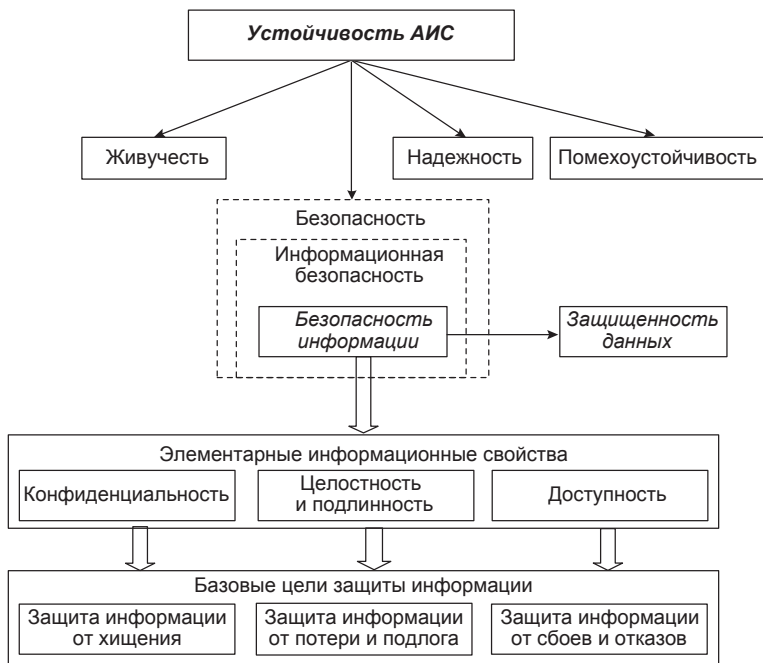 Устойчивость АИС
Живучесть
Надежность
Помехоустойчивость
Безопасность
Информационная
безопасность
Безопасность
информации
Защищенность
данных
Элементарные информационные свойства
Конфиденциальность
Целостность
и подлинность
Доступность
Базовые цели защиты информации
Защита информации
от хищения
Защита информации
от потери и подлога
Защита информации
от сбоев и отказов